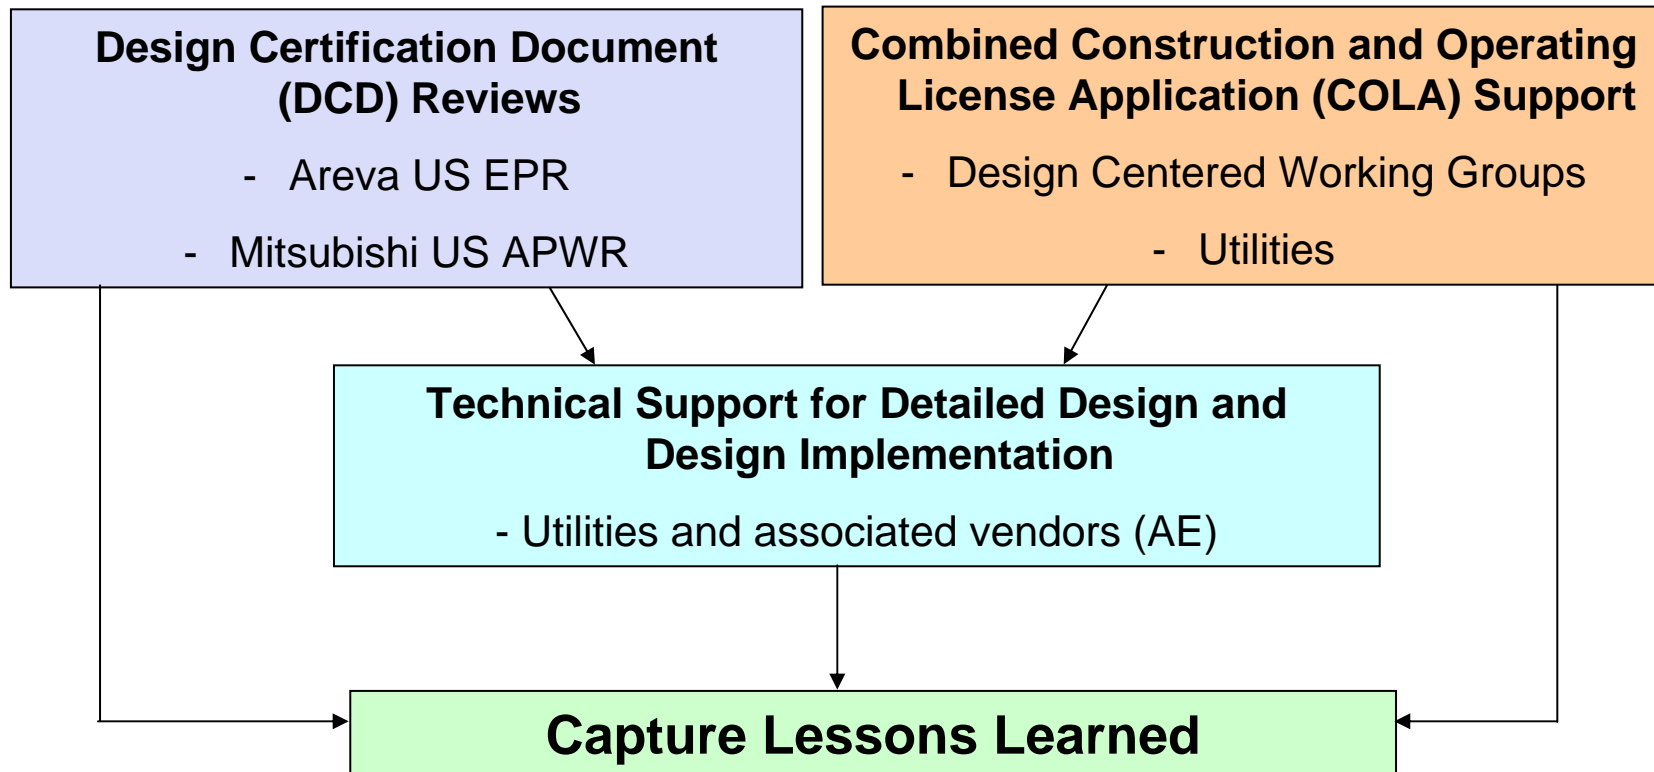 Design Certification Document
(DCD) Reviews
- Areva US EPR
- Mitsubishi US APWR
Combined Construction and Operating
License Application (COLA) Support
- Design Centered Working Groups
- Utilities
Technical Support for Detailed Design and
Design Implementation
- Utilities and associated vendors (AE)
Capture Lessons Learned